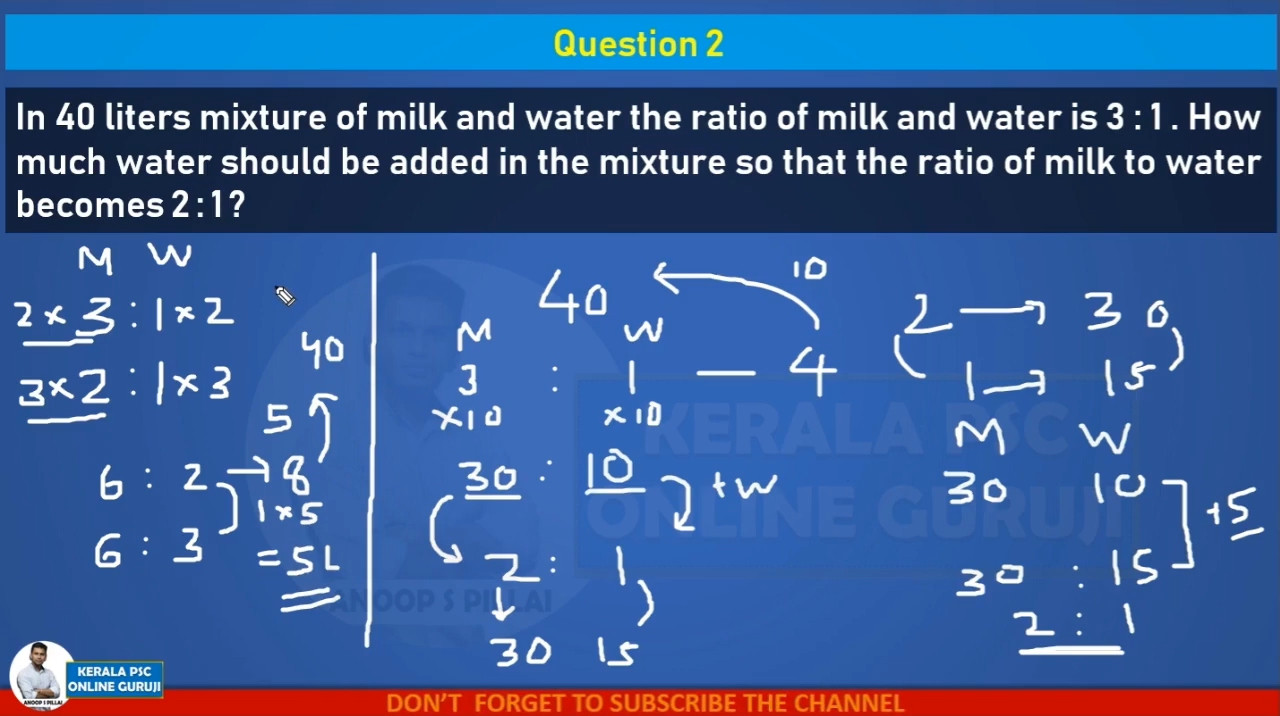 Question 2
In 40 liters mixture of milk and water the ratio of milk and water is 3 : 1. How
much water should be added in the mixture so that the ratio of milk to water
becomes 2 : 1?
M W
2 × 3 : 1 × 2
3 × 2 : 1 × 3
40
5
6 : 2 → 8
1 × 5
6 : 3
= 5L
40
10
M W
3 : 1 — 4
×10 ×10
30 : 10
+W
2 : 1
30 15
2 → 30
1 → 15
M W
30 10
+5
30 : 15
2 : 1
KERALA PSC
ONLINE GURUJI
ANOOP S PILLAI
KERALA PSC
ONLINE GURUJI
ANOOP S PILLAI
DON'T FORGET TO SUBSCRIBE THE CHANNEL